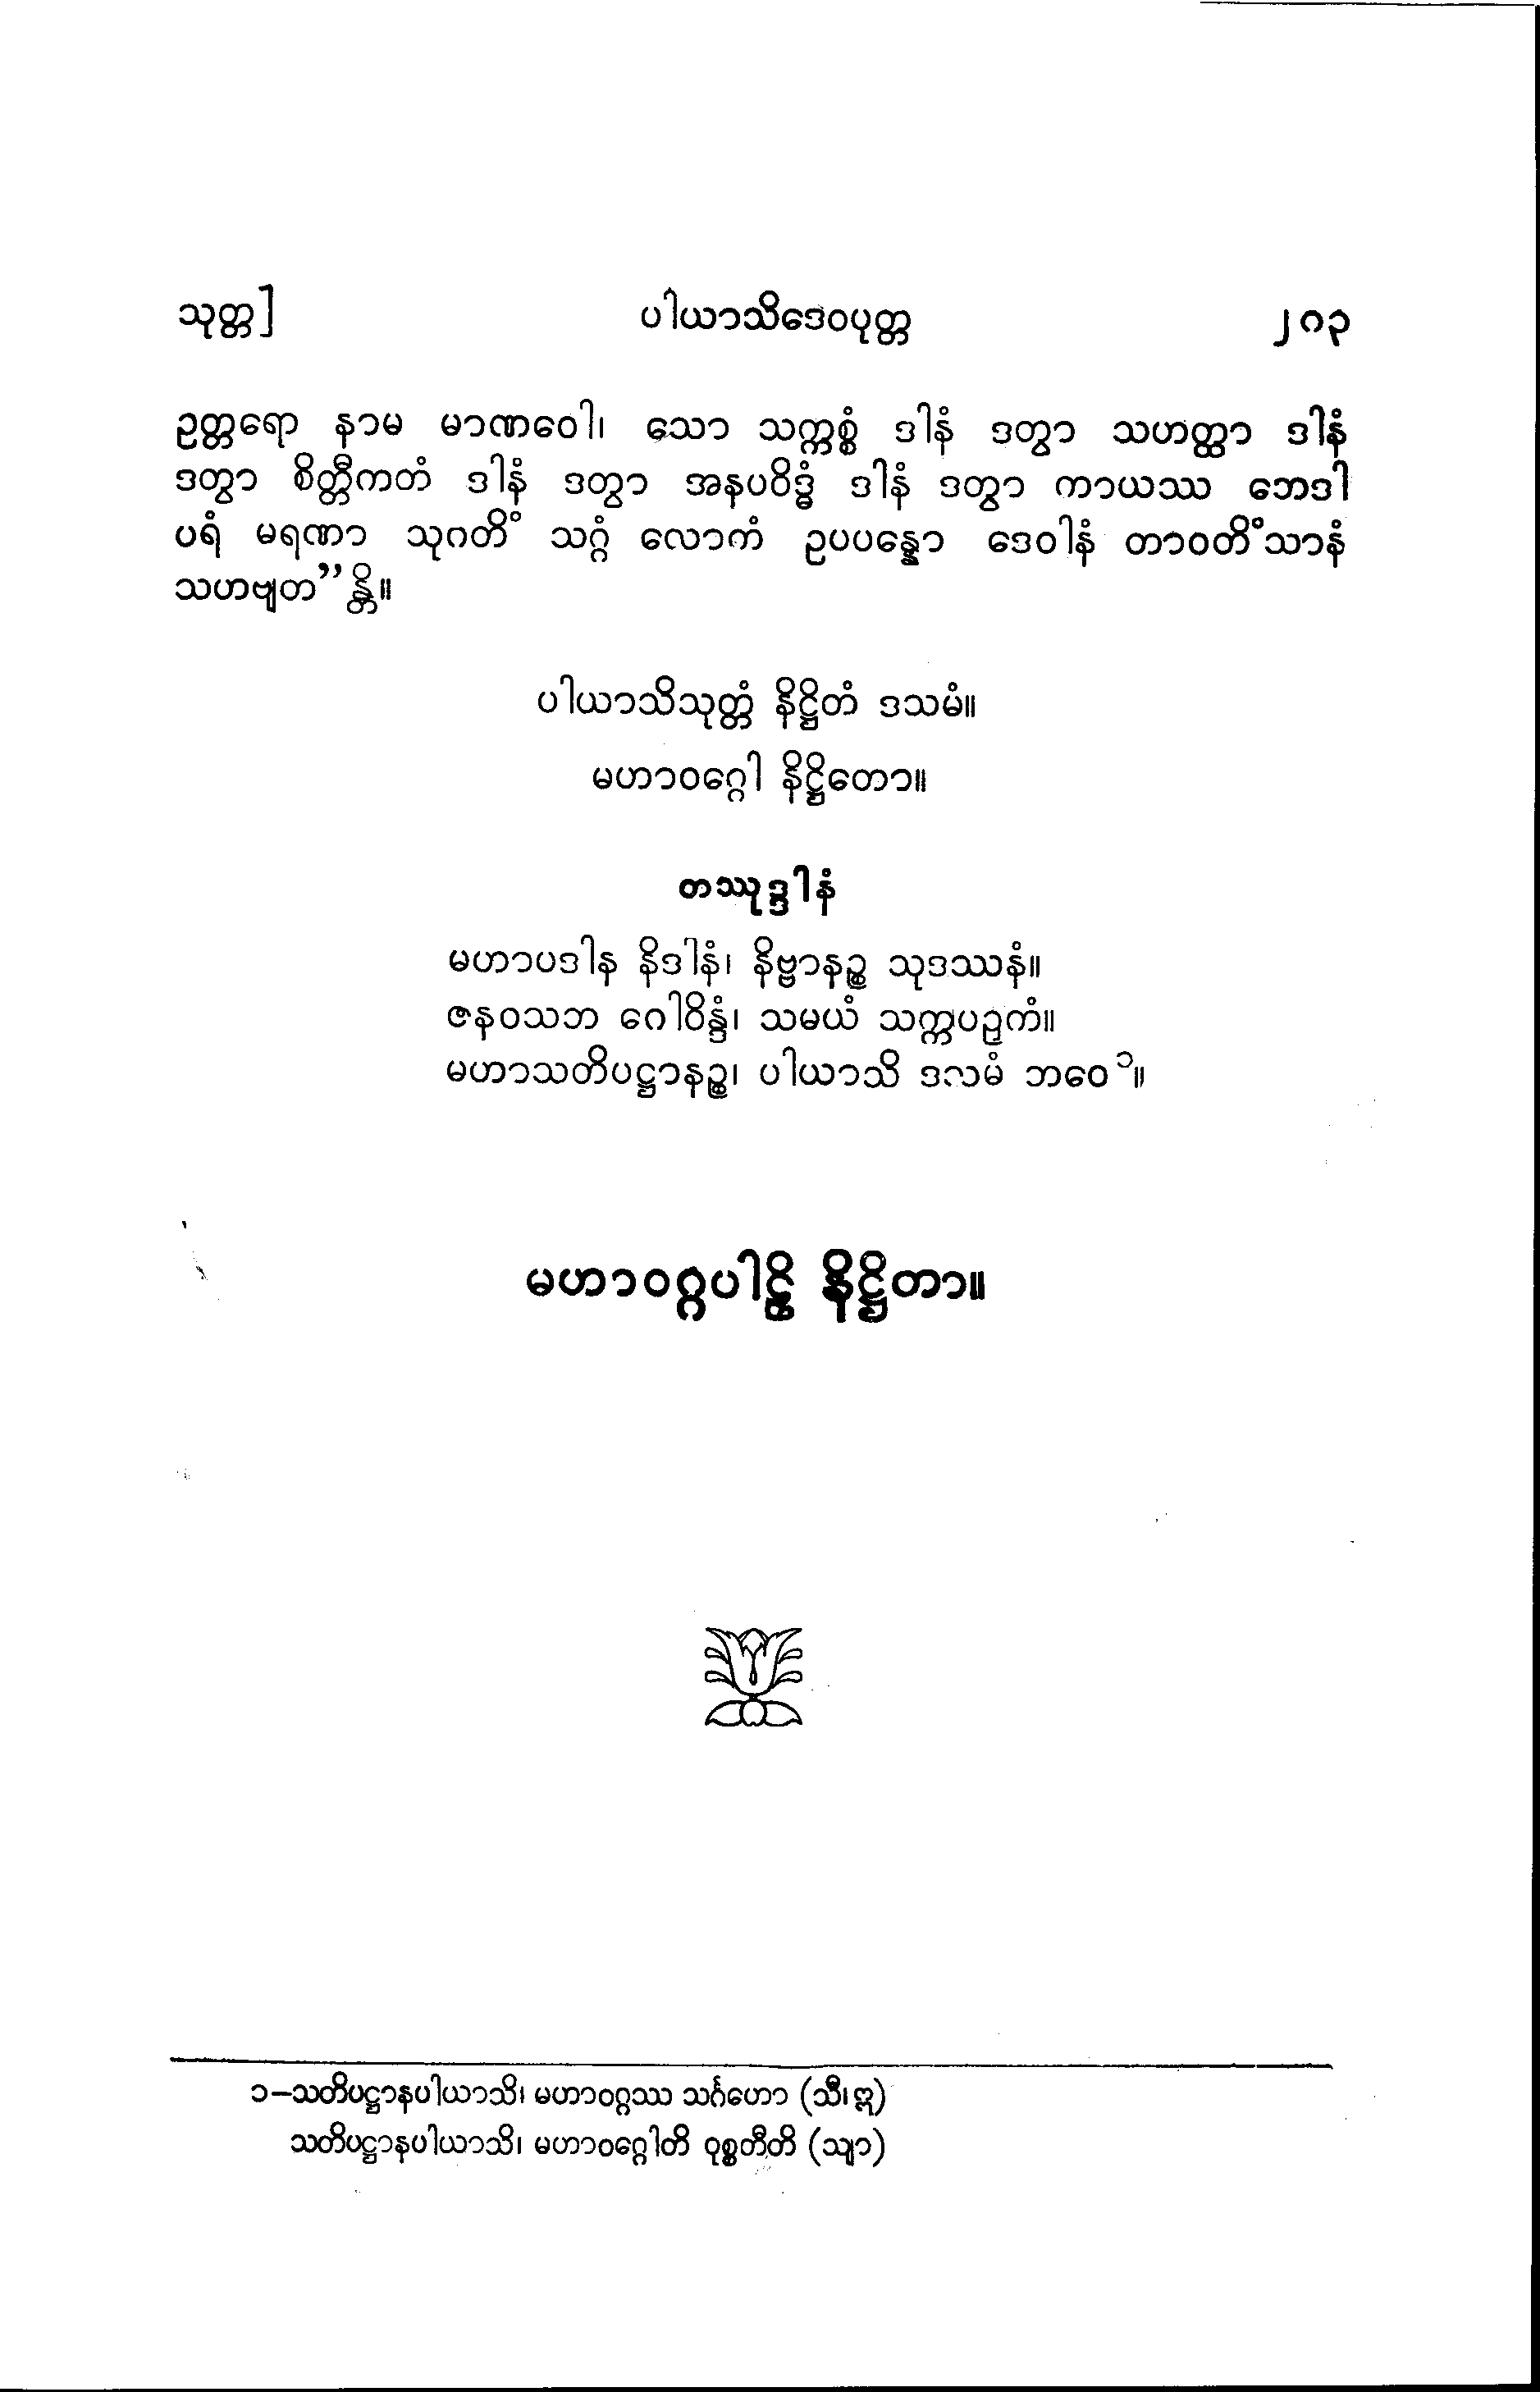 သုတ္တ] ပါယာသိဒေဝပုတ္တ ၂၈၃
ဥတ္တရော နာမ မာဏဝေါ၊ သော သက္ကစ္စံ ဒါနံ ဒတွာ သဟတ္ထာ ဒါနံ
ဒတွာ စိတ္တီကတံ ဒါနံ ဒတွာ အနပဝိဒ္ဓံ ဒါနံ ဒတွာ ကာယဿ ဘေဒါ
ပရံ မရဏာ သုဂတိံ သဂ္ဂံ လောကံ ဥပပန္နော ဒေဝါနံ တာဝတိံသာနံ
သဟဗျတ”န္တိ။
ပါယာသိသုတ္တံ နိဋ္ဌိတံ ဒသမံ။
မဟာဝဂ္ဂေါ နိဋ္ဌိတော။
တဿုဒ္ဒါနံ
မဟာပဒါန နိဒါနံ၊ နိဗ္ဗာနဉ္စ သုဒဿနံ။
ဇနဝသဘ ဂေါဝိန္ဒံ၊ သမယံ သက္ကပဉှကံ။
မဟာသတိပဋ္ဌာနဉ္စ၊ ပါယာသိ ဒသမံ ဘဝေ ၁။
မဟာဝဂ္ဂပါဠိ နိဋ္ဌိတာ။
၁–သတိပဋ္ဌာနပါယာသိ၊ မဟာဝဂ္ဂဿ သင်္ဂဟော (သီ၊ ဣ)
သတိပဋ္ဌာနပါယာသိ၊ မဟာဝဂ္ဂေါတိ ဝုစ္စတီတိ (သျာ)